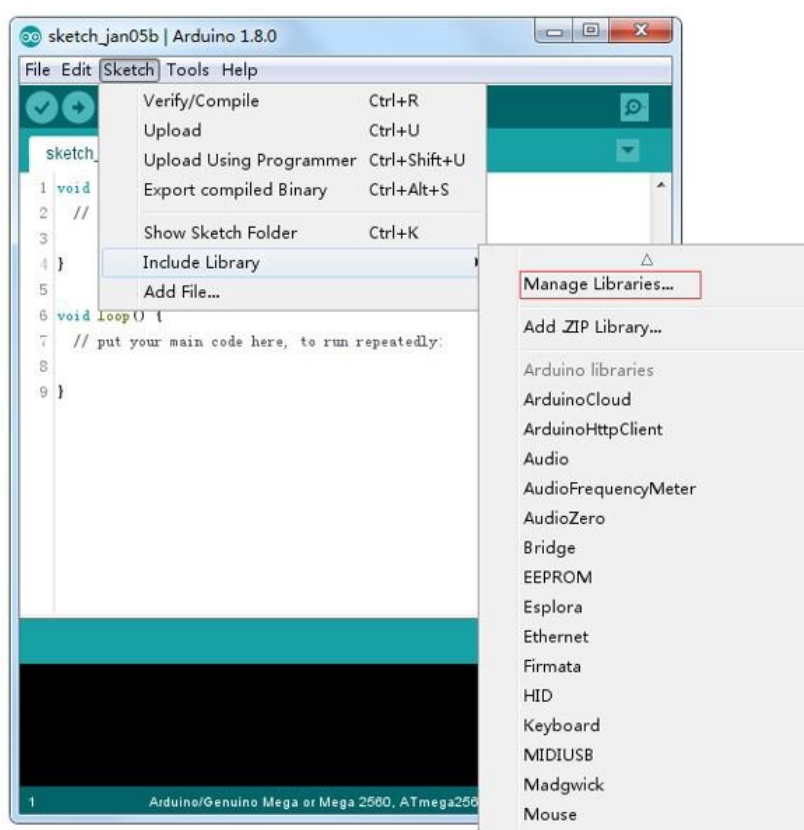 sketch_jan05b | Arduino 1.8.0
File Edit Sketch Tools Help
Verify/Compile Ctrl+R
Upload Ctrl+U
Upload Using Programmer Ctrl+Shift+U
Export compiled Binary Ctrl+Alt+S
Show Sketch Folder Ctrl+K
Include Library
Add File...
sketch_
1 void
2 //
3
4 }
5
6 void loop() {
7 // put your main code here, to run repeatedly:
8
9 }
Manage Libraries...
Add .ZIP Library...
Arduino libraries
ArduinoCloud
ArduinoHttpClient
Audio
AudioFrequencyMeter
AudioZero
Bridge
EEPROM
Esplora
Ethernet
Firmata
HID
Keyboard
MIDIUSB
Madgwick
Mouse
1 Arduino/Genuino Mega or Mega 2560, ATmega256